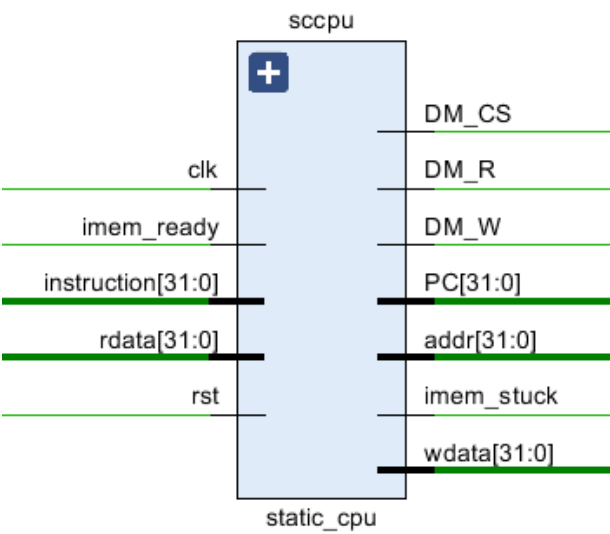 sccpu
DM_CS
clk
DM_R
imem_ready
DM_W
instruction[31:0]
PC[31:0]
rdata[31:0]
addr[31:0]
rst
imem_stuck
wdata[31:0]
static_cpu